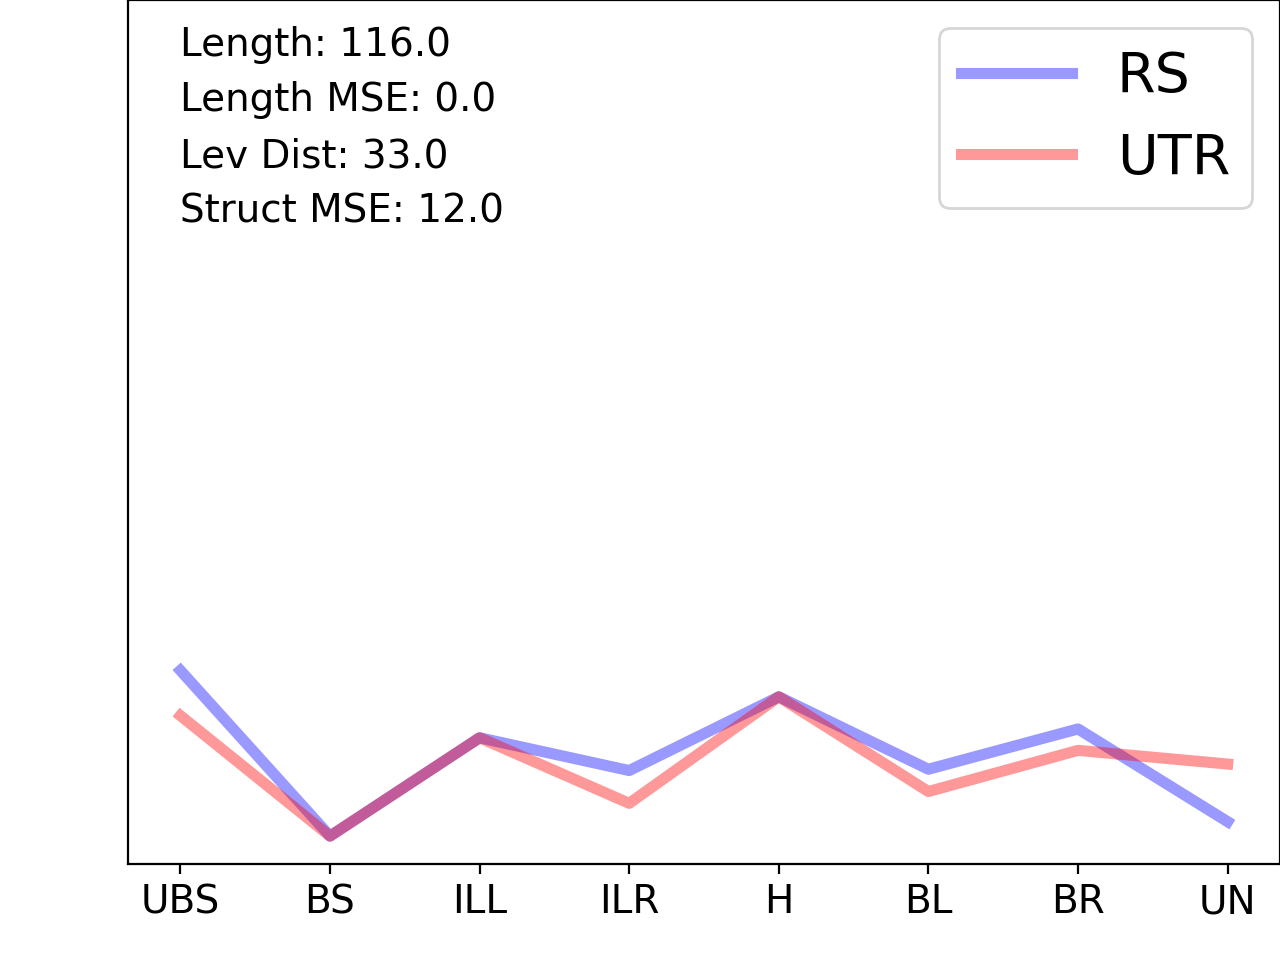 Length: 116.0
Length MSE: 0.0
Lev Dist: 33.0
Struct MSE: 12.0
RS
UTR
UBS BS ILL ILR H BL BR UN